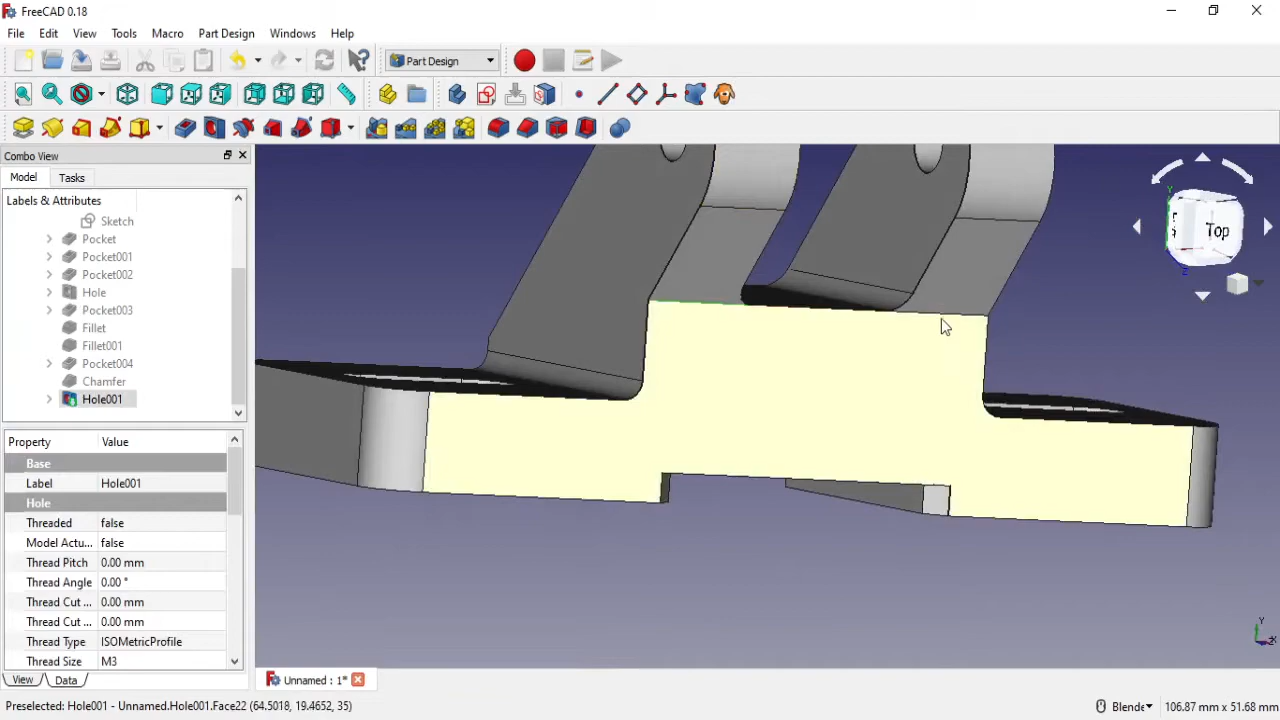 FreeCAD 0.18
File Edit View Tools Macro Part Design Windows Help
Part Design
Combo View
Model Tasks
Labels & Attributes
Sketch
Pocket
Pocket001
Pocket002
Hole
Pocket003
Fillet
Fillet001
Pocket004
Chamfer
Hole001
Property Value
Base
Label Hole001
Hole
Threaded false
Model Actu... false
Thread Pitch 0.00 mm
Thread Angle 0.00 °
Thread Cut ... 0.00 mm
Thread Cut ... 0.00 mm
Thread Type ISOMetricProfile
Thread Size M3
View Data
Top
Y
Z
Y
Z
X
Unnamed : 1*
Preselected: Hole001 - Unnamed.Hole001.Face22 (64.5018, 19.4652, 35)
Blende
106.87 mm x 51.68 mm